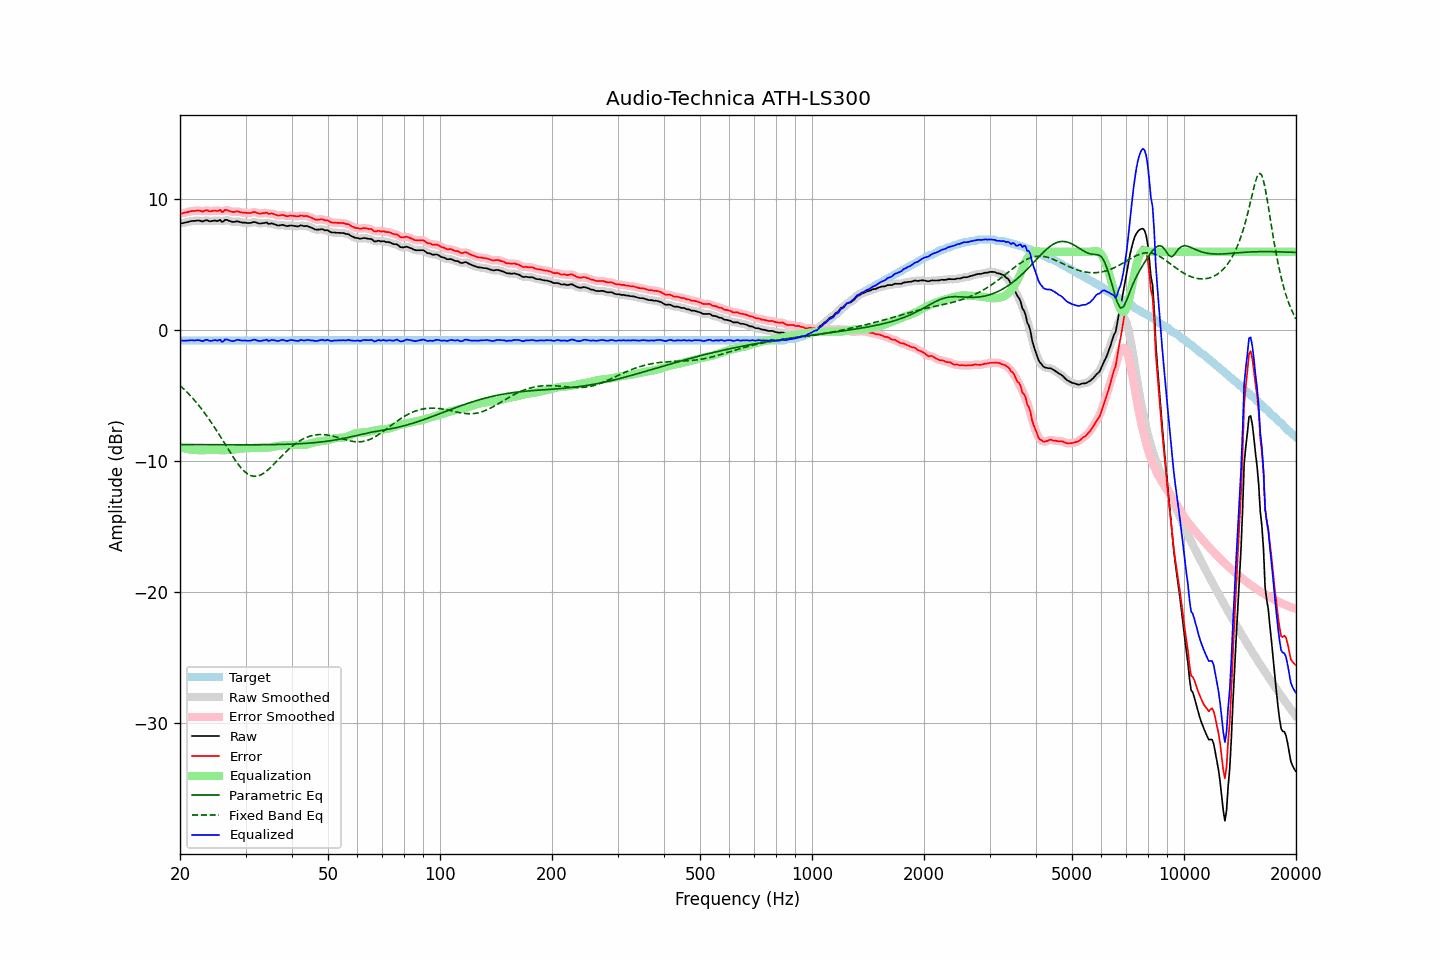 Audio-Technica ATH-LS300
Amplitude (dBr)
10
0
−10
−20
−30
Target
Raw Smoothed
Error Smoothed
Raw
Error
Equalization
Parametric Eq
Fixed Band Eq
Equalized
20 50 100 200 500 1000 2000 5000 10000 20000
Frequency (Hz)